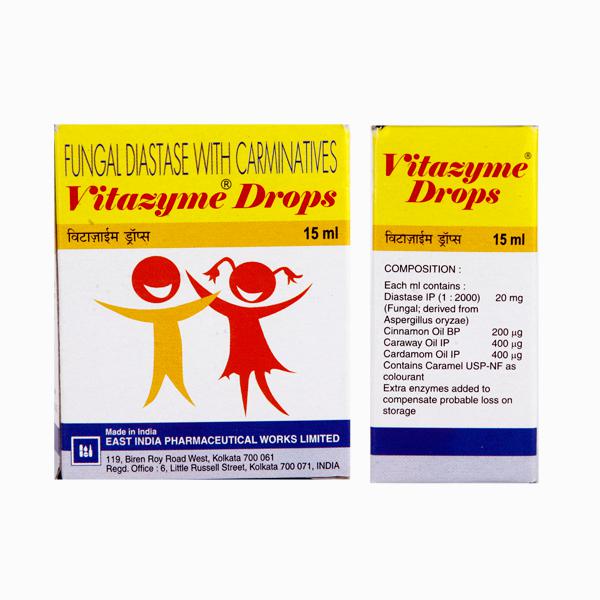 FUNGAL DIASTASE WITH CARMINATIVES
Vitazyme® Drops
विटाज़ाईम ड्रॉप्स 15 ml
Made in India
EAST INDIA PHARMACEUTICAL WORKS LIMITED
119, Biren Roy Road West, Kolkata 700 061
Regd. Office : 6, Little Russell Street, Kolkata 700 071, INDIA
Vitazyme®
Drops
विटाज़ाईम ड्रॉप्स 15 ml
COMPOSITION :
Each ml contains :
Diastase IP (1 : 2000) 20 mg
(Fungal; derived from
Aspergillus oryzae)
Cinnamon Oil BP 200 µg
Caraway Oil IP 400 µg
Cardamom Oil IP 400 µg
Contains Caramel USP-NF as
colourant
Extra enzymes added to
compensate probable loss on
storage